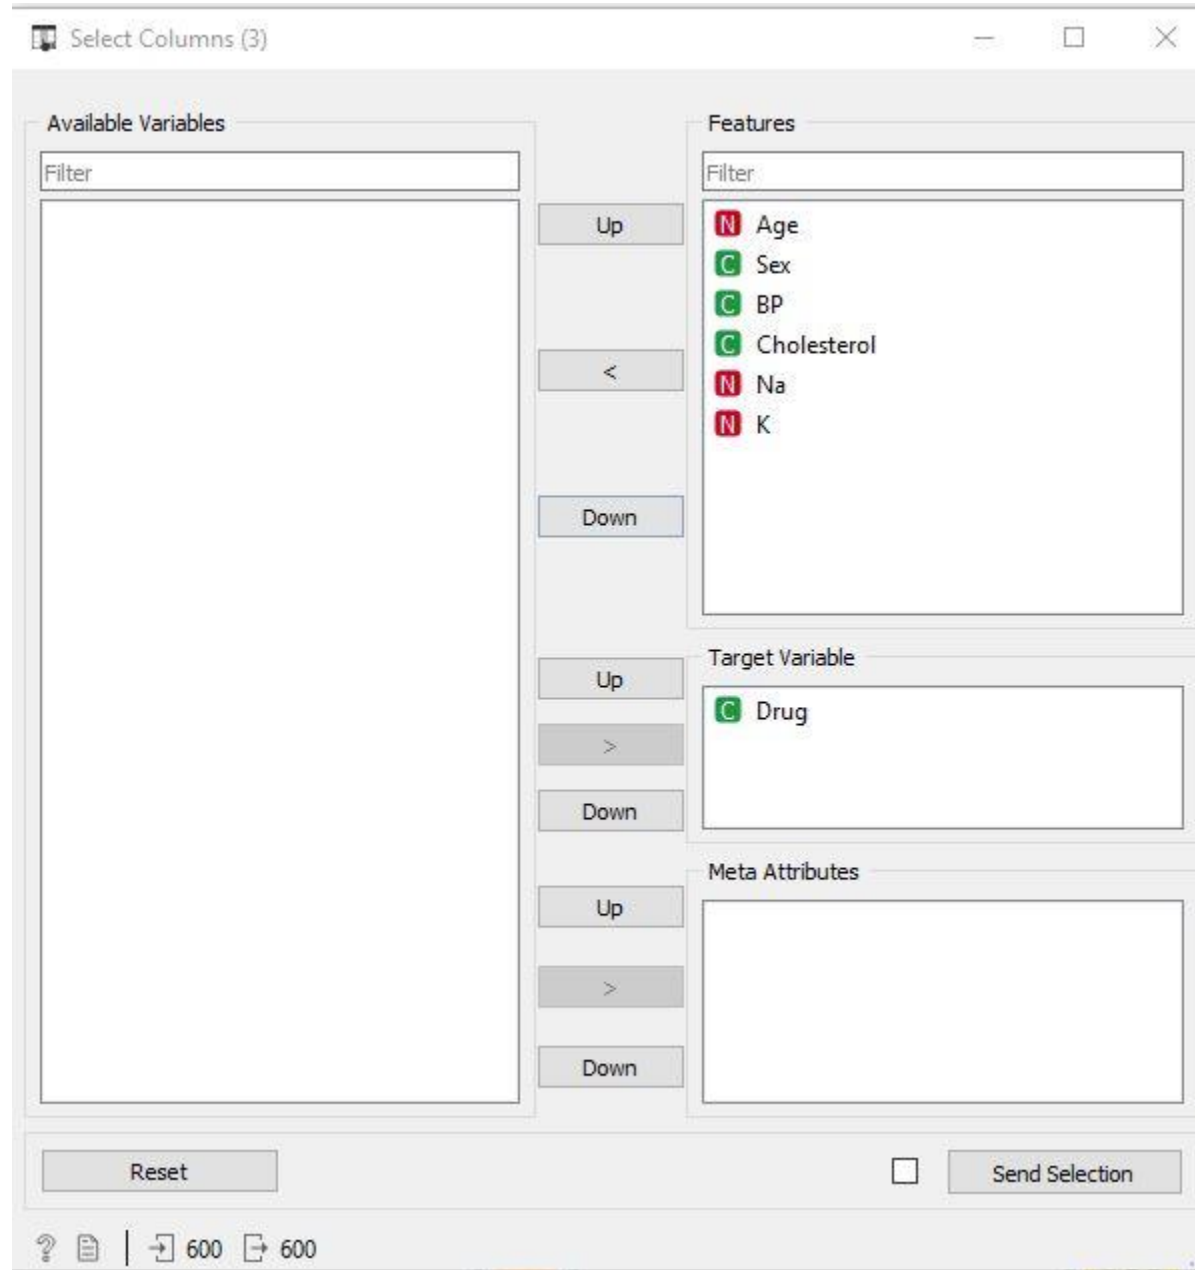 Select Columns (3)
Available Variables
Filter
Up
<
Down
Up
>
Down
Up
>
Down
Features
Filter
N Age
C Sex
C BP
C Cholesterol
N Na
N K
Target Variable
C Drug
Meta Attributes
Reset
Send Selection
? 600 600